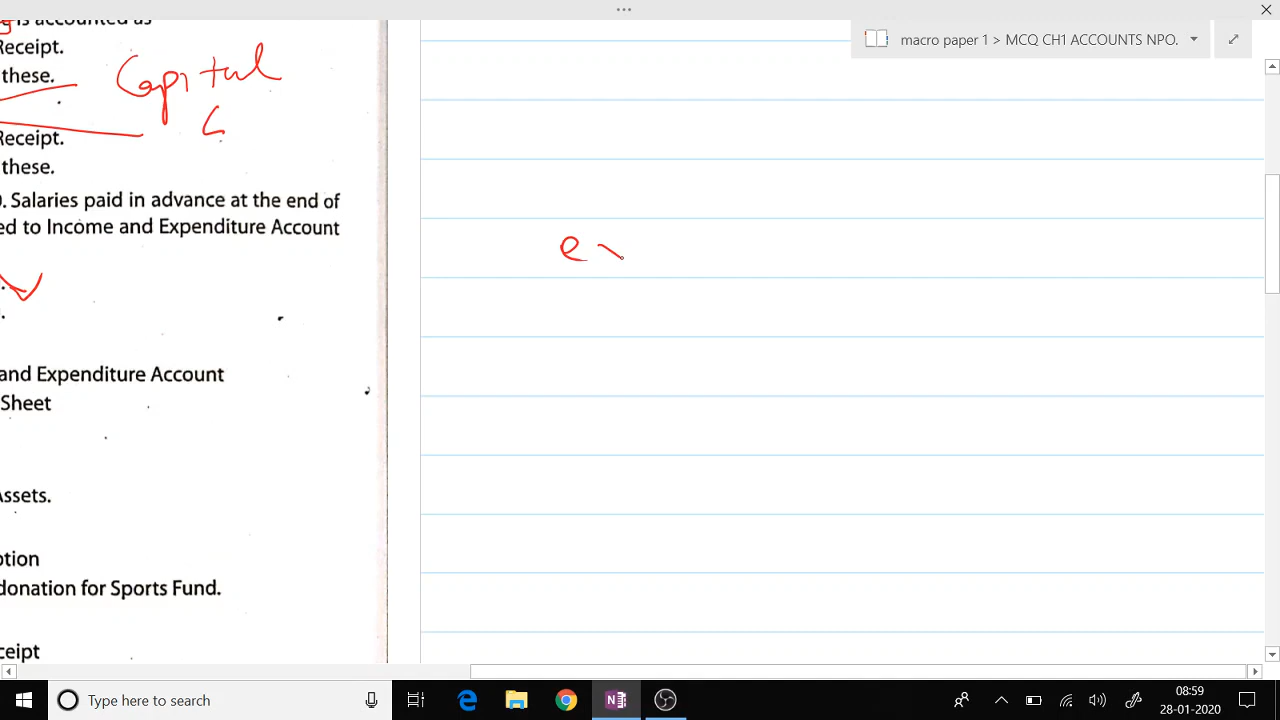 is accounted as
macro paper 1 > MCQ CH1 ACCOUNTS NPO.
Receipt.
these.
Capital
Receipt.
these.
. Salaries paid in advance at the end of
ed to Income and Expenditure Account
ex
and Expenditure Account
Sheet
Assets.
ption
donation for Sports Fund.
ceipt
Type here to search
08:59
28-01-2020